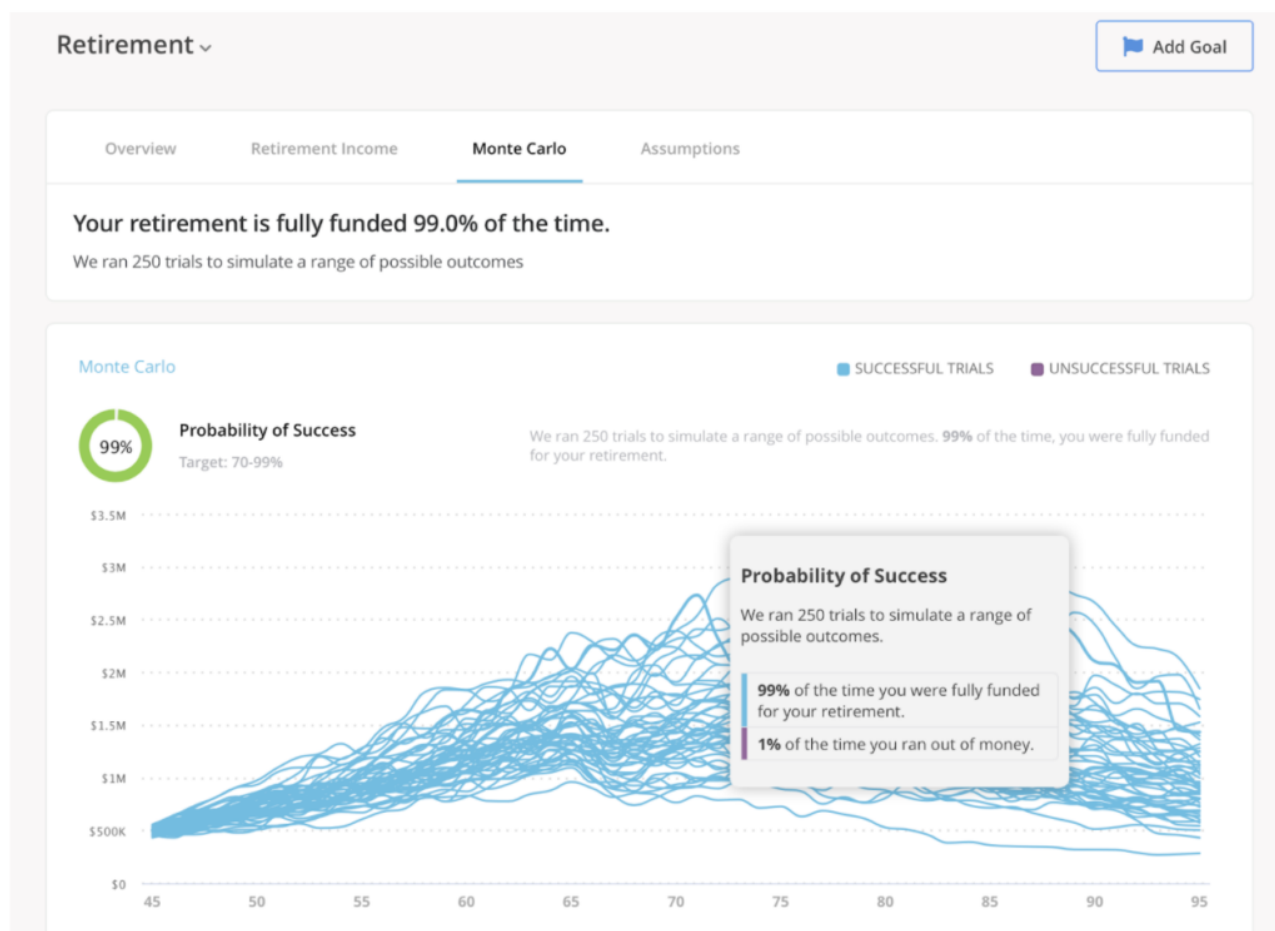 Retirement
Add Goal
Overview
Retirement Income
Monte Carlo
Assumptions
Your retirement is fully funded 99.0% of the time.
We ran 250 trials to simulate a range of possible outcomes
Monte Carlo
SUCCESSFUL TRIALS
UNSUCCESSFUL TRIALS
99%
Probability of Success
Target: 70-99%
We ran 250 trials to simulate a range of possible outcomes. 99% of the time, you were fully funded
for your retirement.
$3.5M
$3M
$2.5M
$2M
$1.5M
$1M
$500K
$0
Probability of Success
We ran 250 trials to simulate a range of
possible outcomes.
99% of the time you were fully funded
for your retirement.
1% of the time you ran out of money.
45 50 55 60 65 70 75 80 85 90 95